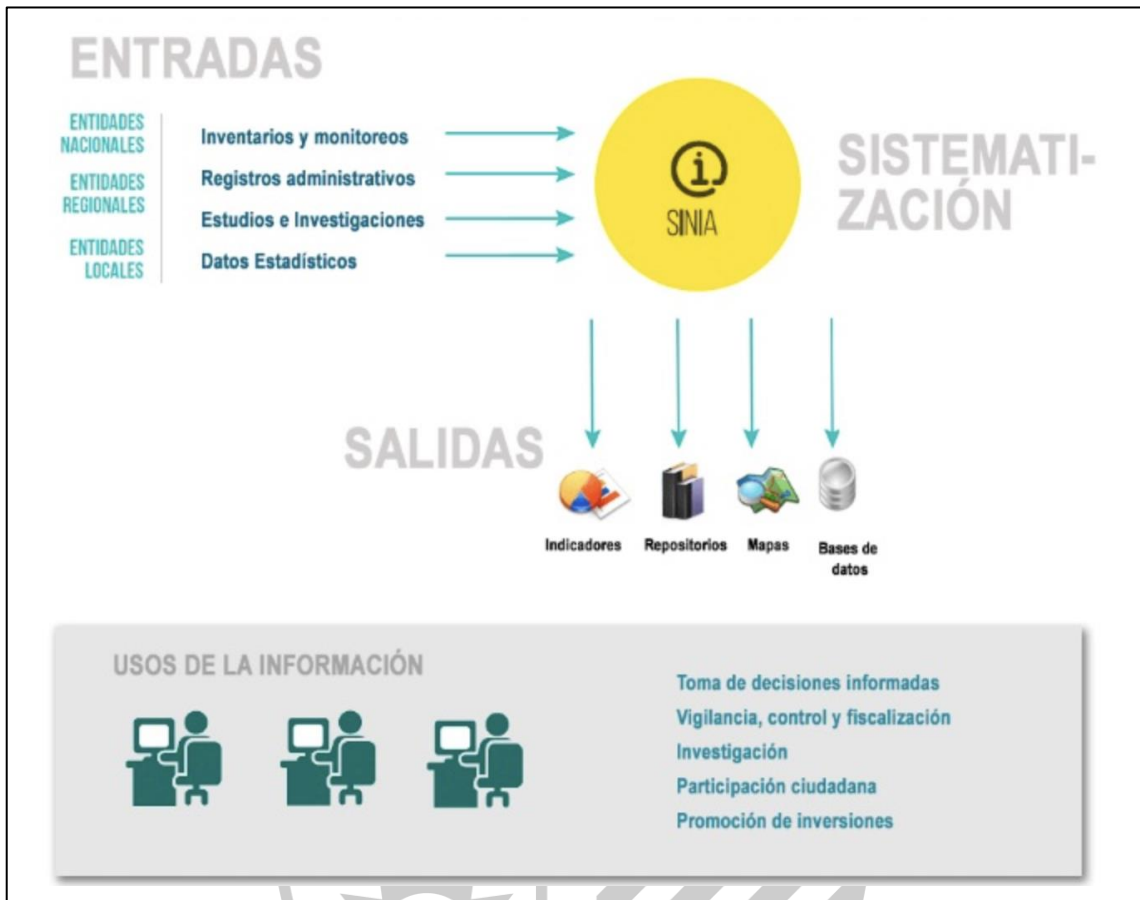 ENTRADAS
ENTIDADES
NACIONALES
ENTIDADES
REGIONALES
ENTIDADES
LOCALES
Inventarios y monitoreos
Registros administrativos
Estudios e Investigaciones
Datos Estadísticos
i
SINIA
SISTEMATI-
ZACIÓN
SALIDAS
Indicadores
Repositorios
Mapas
Bases de
datos
USOS DE LA INFORMACIÓN
Toma de decisiones informadas
Vigilancia, control y fiscalización
Investigación
Participación ciudadana
Promoción de inversiones